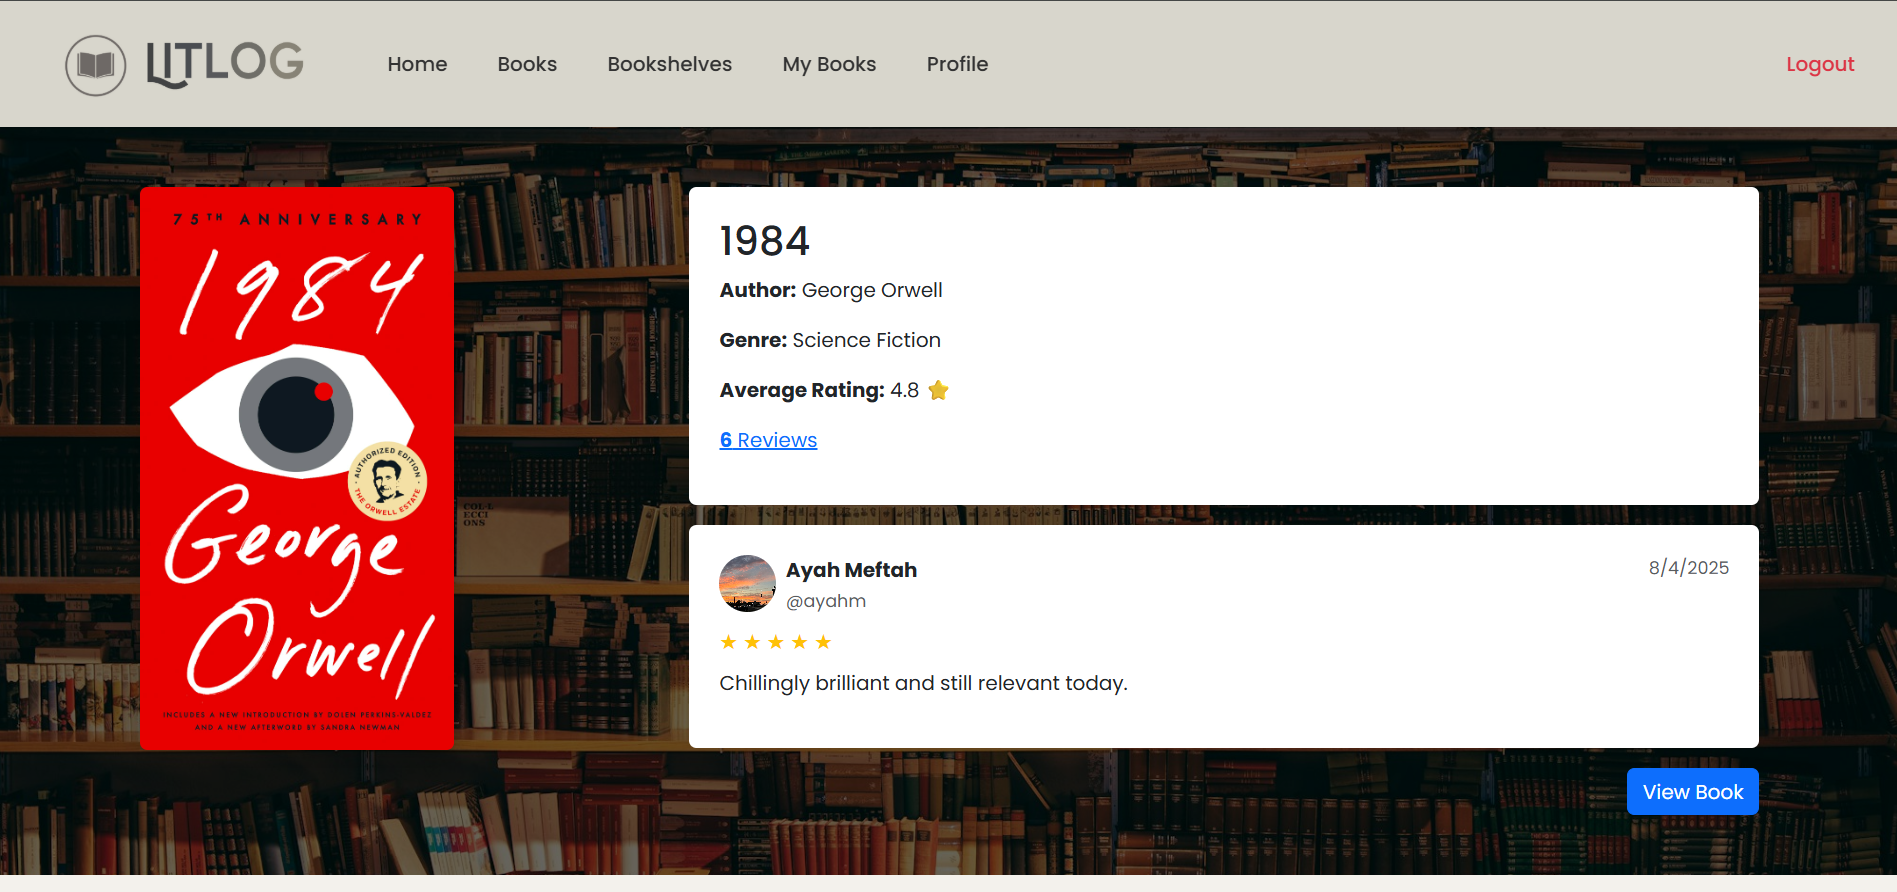 LITLOG
Home
Books
Bookshelves
My Books
Profile
Logout
75TH ANNIVERSARY
1984
AUTHORIZED EDITION
THE ORWELL ESTATE
George
Orwell
INCLUDES A NEW INTRODUCTION BY DOLEN PERKINS-VALDEZ
AND A NEW AFTERWORD BY SANDRA NEWMAN
1984
Author: George Orwell
Genre: Science Fiction
Average Rating: 4.8
6 Reviews
COL·L
ECCI
ONS
Ayah Meftah
8/4/2025
@ayahm
Chillingly brilliant and still relevant today.
View Book